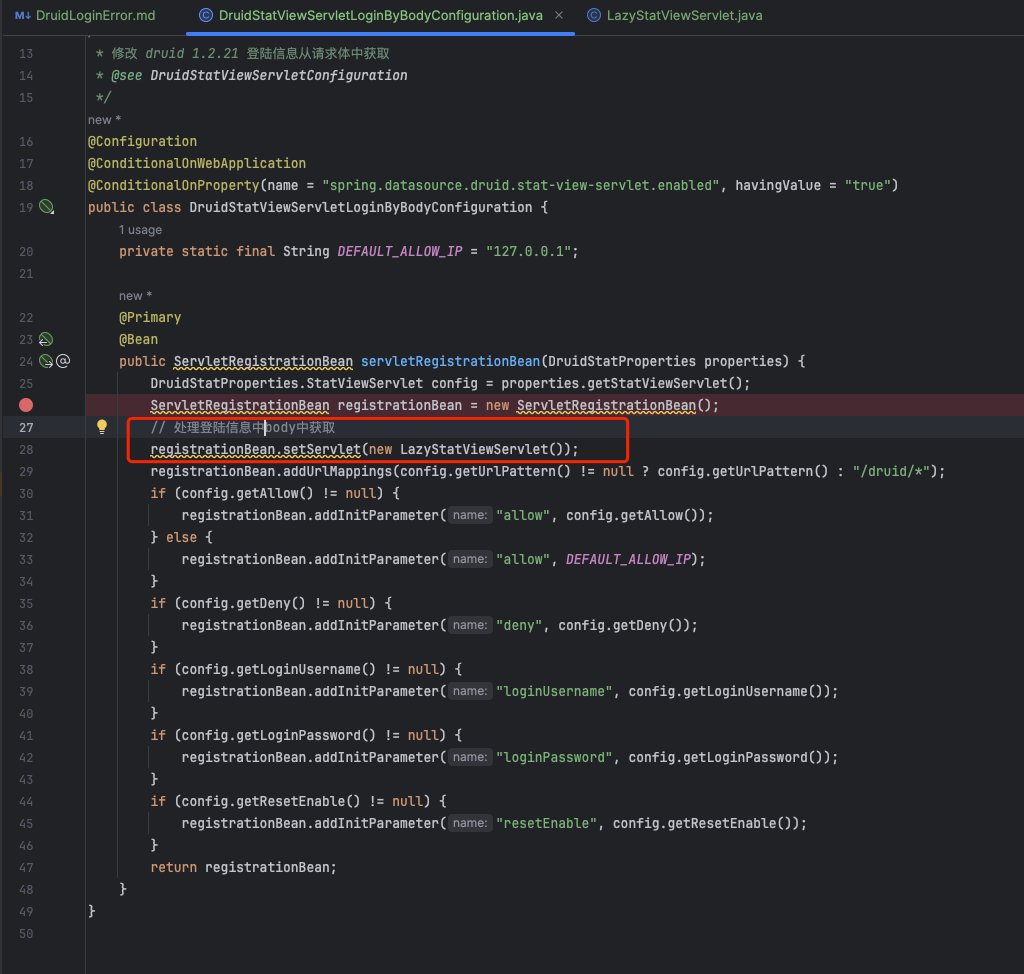 DruidLoginError.md DruidStatViewServletLoginByBodyConfiguration.java LazyStatViewServlet.java
13 * 修改 druid 1.2.21 登陆信息从请求体中获取
14 * @see DruidStatViewServletConfiguration
15 */
new *
16 @Configuration
17 @ConditionalOnWebApplication
18 @ConditionalOnProperty(name = "spring.datasource.druid.stat-view-servlet.enabled", havingValue = "true")
19 public class DruidStatViewServletLoginByBodyConfiguration {
1 usage
20 private static final String DEFAULT_ALLOW_IP = "127.0.0.1";
21
new *
22 @Primary
23 @Bean
24 public ServletRegistrationBean servletRegistrationBean(DruidStatProperties properties) {
25 DruidStatProperties.StatViewServlet config = properties.getStatViewServlet();
ServletRegistrationBean registrationBean = new ServletRegistrationBean();
27 // 处理登陆信息中body中获取
28 registrationBean.setServlet(new LazyStatViewServlet());
29 registrationBean.addUrlMappings(config.getUrlPattern() != null ? config.getUrlPattern() : "/druid/*");
30 if (config.getAllow() != null) {
31 registrationBean.addInitParameter( name: "allow", config.getAllow());
32 } else {
33 registrationBean.addInitParameter( name: "allow", DEFAULT_ALLOW_IP);
34 }
35 if (config.getDeny() != null) {
36 registrationBean.addInitParameter( name: "deny", config.getDeny());
37 }
38 if (config.getLoginUsername() != null) {
39 registrationBean.addInitParameter( name: "loginUsername", config.getLoginUsername());
40 }
41 if (config.getLoginPassword() != null) {
42 registrationBean.addInitParameter( name: "loginPassword", config.getLoginPassword());
43 }
44 if (config.getResetEnable() != null) {
45 registrationBean.addInitParameter( name: "resetEnable", config.getResetEnable());
46 }
47 return registrationBean;
48 }
49 }
50